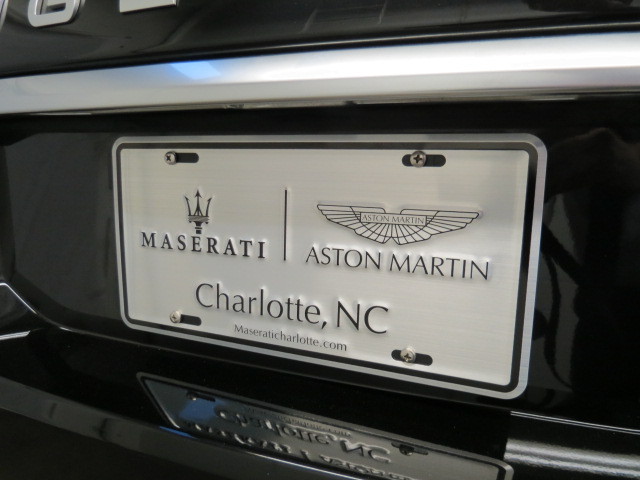 MASERATI
ASTON MARTIN
ASTON MARTIN
Charlotte, NC
Maseraticharlotte.com